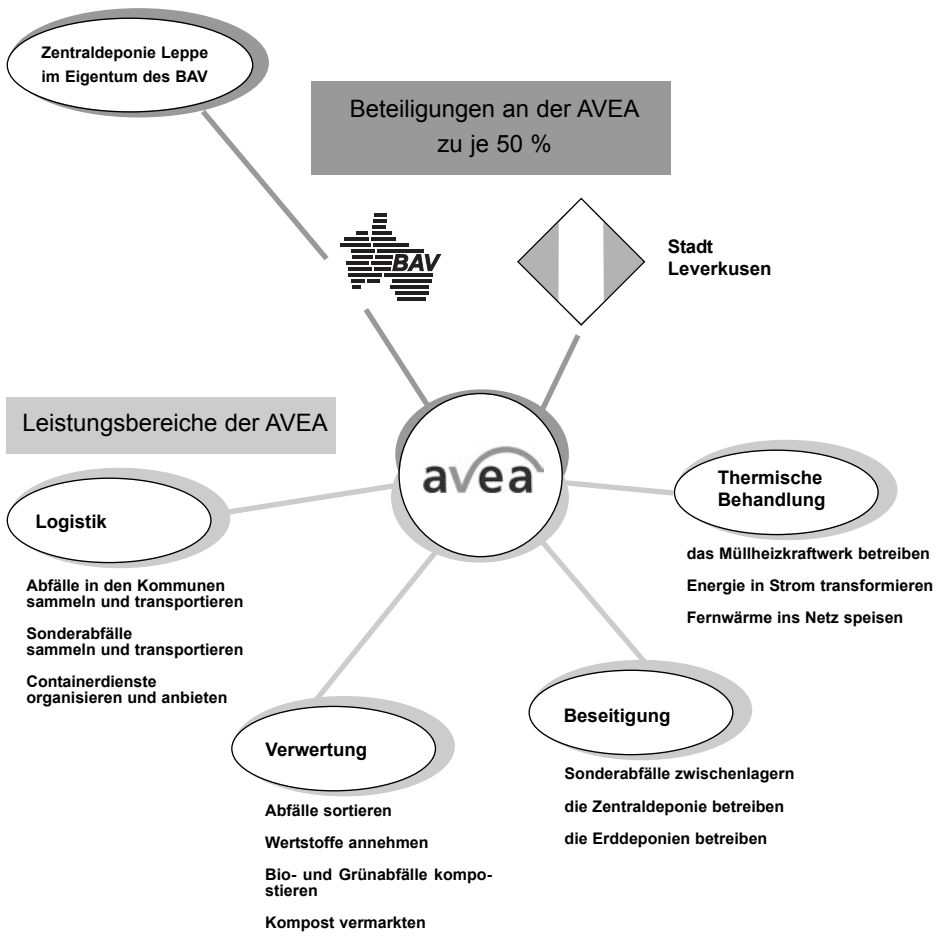 Zentraldeponie Leppe
im Eigentum des BAV
Beteiligungen an der AVEA
zu je 50 %
BAV
Stadt
Leverkusen
Leistungsbereiche der AVEA
avea
Thermische
Behandlung
das Müllheizkraftwerk betreiben
Energie in Strom transformieren
Fernwärme ins Netz speisen
Logistik
Abfälle in den Kommunen
sammeln und transportieren
Sonderabfälle
sammeln und transportieren
Containerdienste
organisieren und anbieten
Verwertung
Abfälle sortieren
Wertstoffe annehmen
Bio- und Grünabfälle kompo-
stieren
Kompost vermarkten
Beseitigung
Sonderabfälle zwischenlagern
die Zentraldeponie betreiben
die Erddeponien betreiben